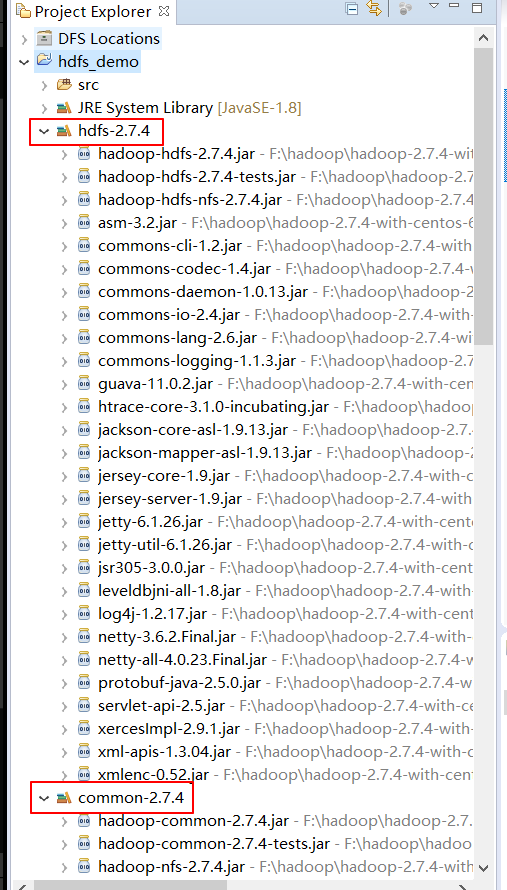 Project Explorer
DFS Locations
hdfs_demo
src
JRE System Library [JavaSE-1.8]
hdfs-2.7.4
hadoop-hdfs-2.7.4.jar - F:\hadoop\hadoop-2.7.4-wit
hadoop-hdfs-2.7.4-tests.jar - F:\hadoop\hadoop-2.7
hadoop-hdfs-nfs-2.7.4.jar - F:\hadoop\hadoop-2.7.4
asm-3.2.jar - F:\hadoop\hadoop-2.7.4-with-centos-6
commons-cli-1.2.jar - F:\hadoop\hadoop-2.7.4-with-
commons-codec-1.4.jar - F:\hadoop\hadoop-2.7.4-w
commons-daemon-1.0.13.jar - F:\hadoop\hadoop-2.
commons-io-2.4.jar - F:\hadoop\hadoop-2.7.4-with-
commons-lang-2.6.jar - F:\hadoop\hadoop-2.7.4-wi
commons-logging-1.1.3.jar - F:\hadoop\hadoop-2.7
guava-11.0.2.jar - F:\hadoop\hadoop-2.7.4-with-cen
htrace-core-3.1.0-incubating.jar - F:\hadoop\hadoop
jackson-core-asl-1.9.13.jar - F:\hadoop\hadoop-2.7.
jackson-mapper-asl-1.9.13.jar - F:\hadoop\hadoop-2
jersey-core-1.9.jar - F:\hadoop\hadoop-2.7.4-with-c
jersey-server-1.9.jar - F:\hadoop\hadoop-2.7.4-with-
jetty-6.1.26.jar - F:\hadoop\hadoop-2.7.4-with-cento
jetty-util-6.1.26.jar - F:\hadoop\hadoop-2.7.4-with-c
jsr305-3.0.0.jar - F:\hadoop\hadoop-2.7.4-with-cent
leveldbjni-all-1.8.jar - F:\hadoop\hadoop-2.7.4-with
log4j-1.2.17.jar - F:\hadoop\hadoop-2.7.4-with-cent
netty-3.6.2.Final.jar - F:\hadoop\hadoop-2.7.4-with-
netty-all-4.0.23.Final.jar - F:\hadoop\hadoop-2.7.4-w
protobuf-java-2.5.0.jar - F:\hadoop\hadoop-2.7.4-wi
servlet-api-2.5.jar - F:\hadoop\hadoop-2.7.4-with-ce
xercesImpl-2.9.1.jar - F:\hadoop\hadoop-2.7.4-with-
xml-apis-1.3.04.jar - F:\hadoop\hadoop-2.7.4-with-c
xmlenc-0.52.jar - F:\hadoop\hadoop-2.7.4-with-cent
common-2.7.4
hadoop-common-2.7.4.jar - F:\hadoop\hadoop-2.7.
hadoop-common-2.7.4-tests.jar - F:\hadoop\hadoo
hadoop-nfs-2.7.4.jar - F:\hadoop\hadoop-2.7.4-with